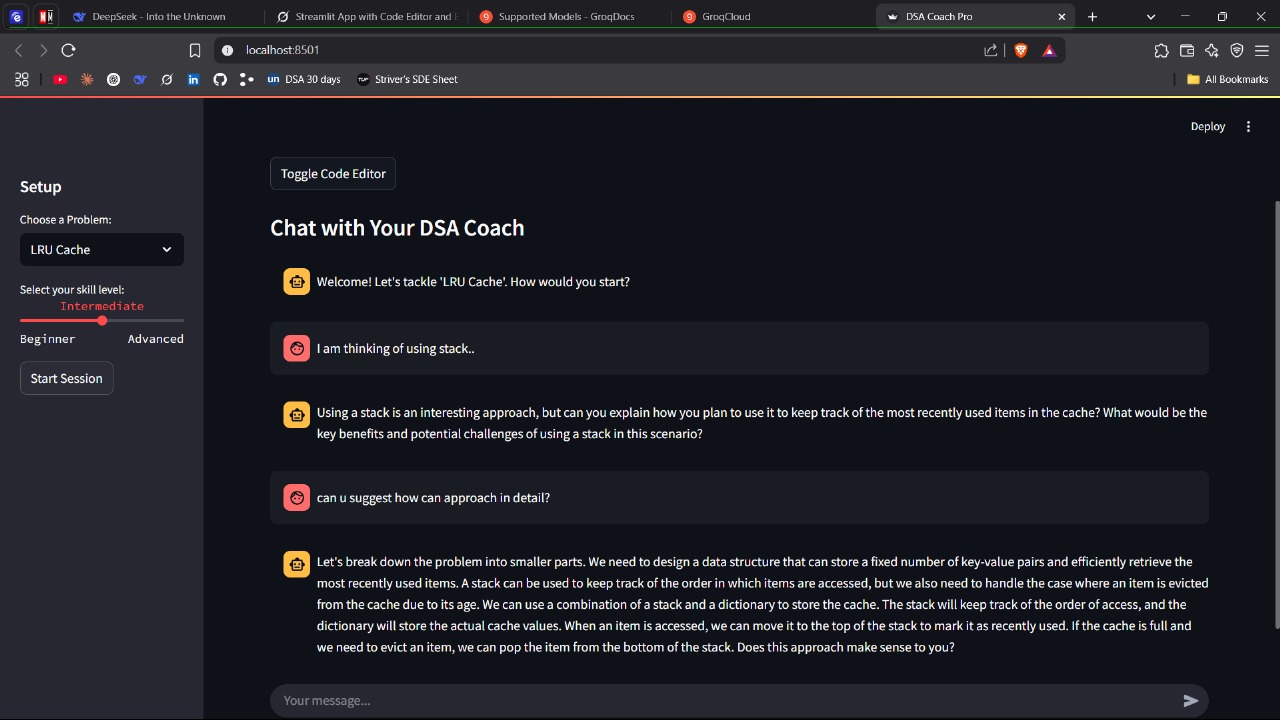 DeepSeek - Into the Unknown
Streamlit App with Code Editor and
Supported Models - GroqDocs
GroqCloud
DSA Coach Pro
localhost:8501
DSA 30 days
Striver's SDE Sheet
All Bookmarks
Deploy
Setup
Choose a Problem:
LRU Cache
Select your skill level:
Intermediate
Beginner
Advanced
Start Session
Toggle Code Editor
Chat with Your DSA Coach
Welcome! Let's tackle 'LRU Cache'. How would you start?
I am thinking of using stack..
Using a stack is an interesting approach, but can you explain how you plan to use it to keep track of the most recently used items in the cache? What would be the
key benefits and potential challenges of using a stack in this scenario?
can u suggest how can approach in detail?
Let's break down the problem into smaller parts. We need to design a data structure that can store a fixed number of key-value pairs and efficiently retrieve the
most recently used items. A stack can be used to keep track of the order in which items are accessed, but we also need to handle the case where an item is evicted
from the cache due to its age. We can use a combination of a stack and a dictionary to store the cache. The stack will keep track of the order of access, and the
dictionary will store the actual cache values. When an item is accessed, we can move it to the top of the stack to mark it as recently used. If the cache is full and
we need to evict an item, we can pop the item from the bottom of the stack. Does this approach make sense to you?
Your message...